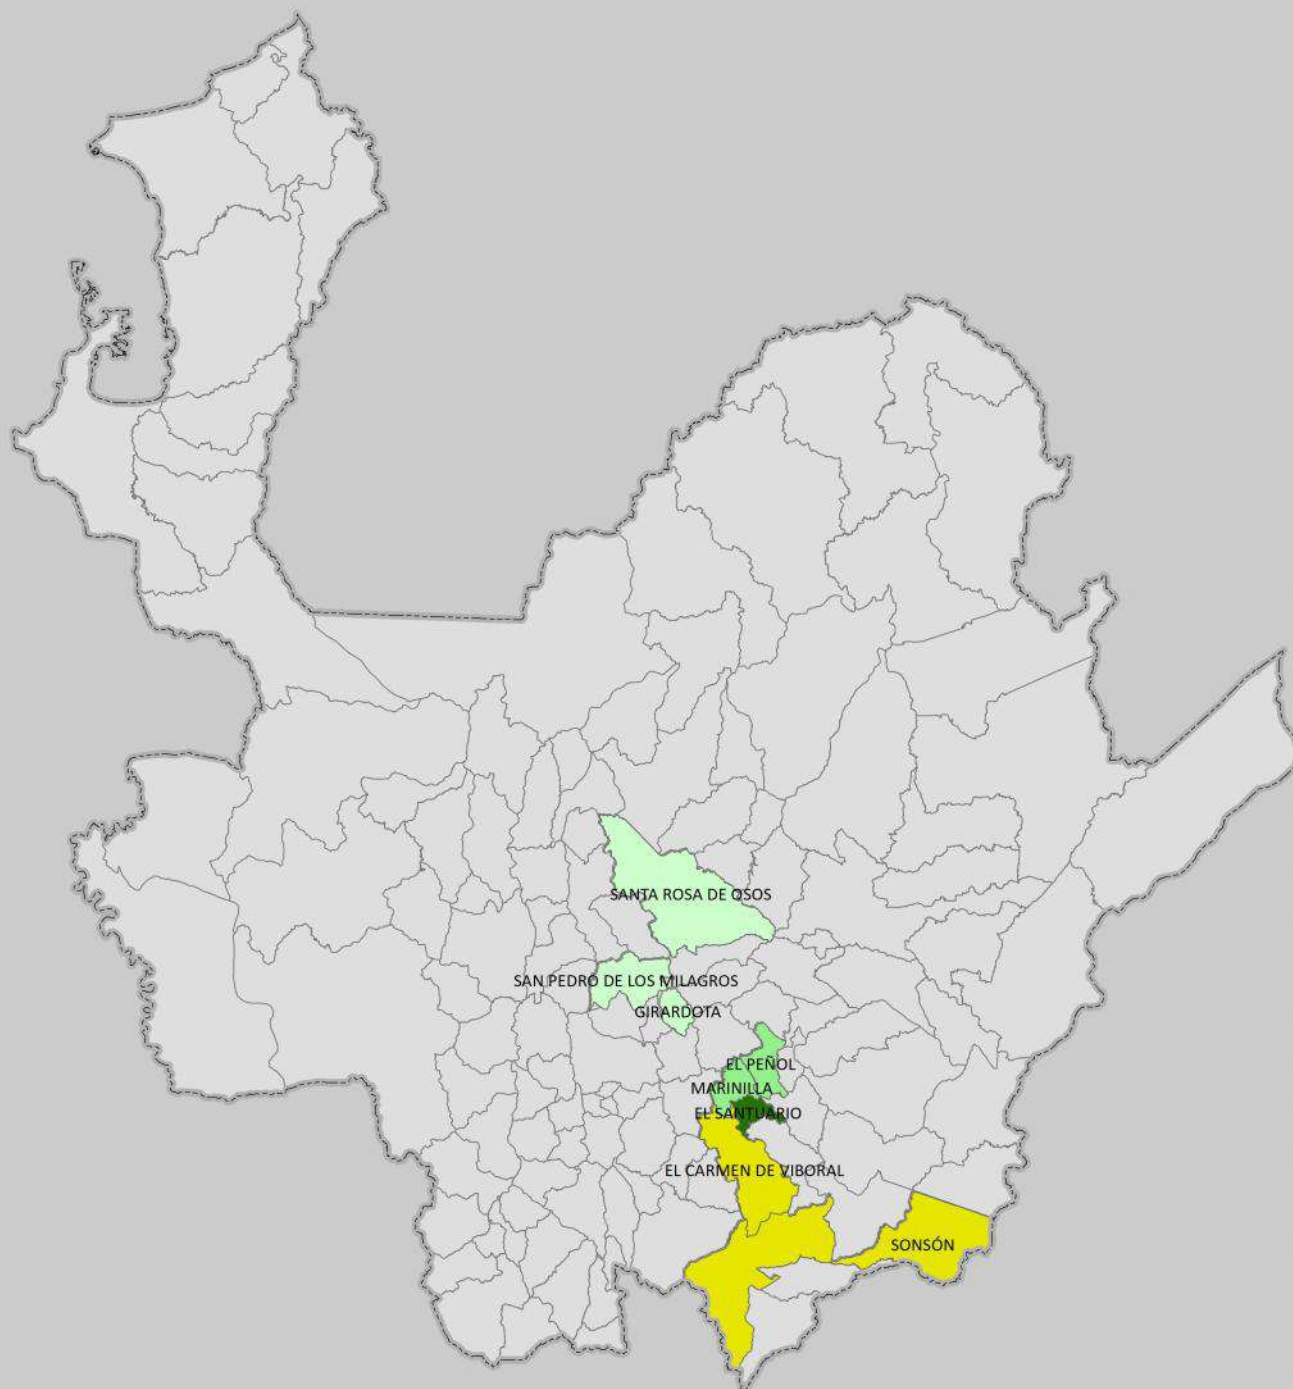 SANTA ROSA DE OSOS
SAN PEDRO DE LOS MILAGROS
GIRARDOTA
EL PEÑOL
MARINILLA
EL SANTUARIO
EL CARMEN DE VIBORAL
SONSÓN